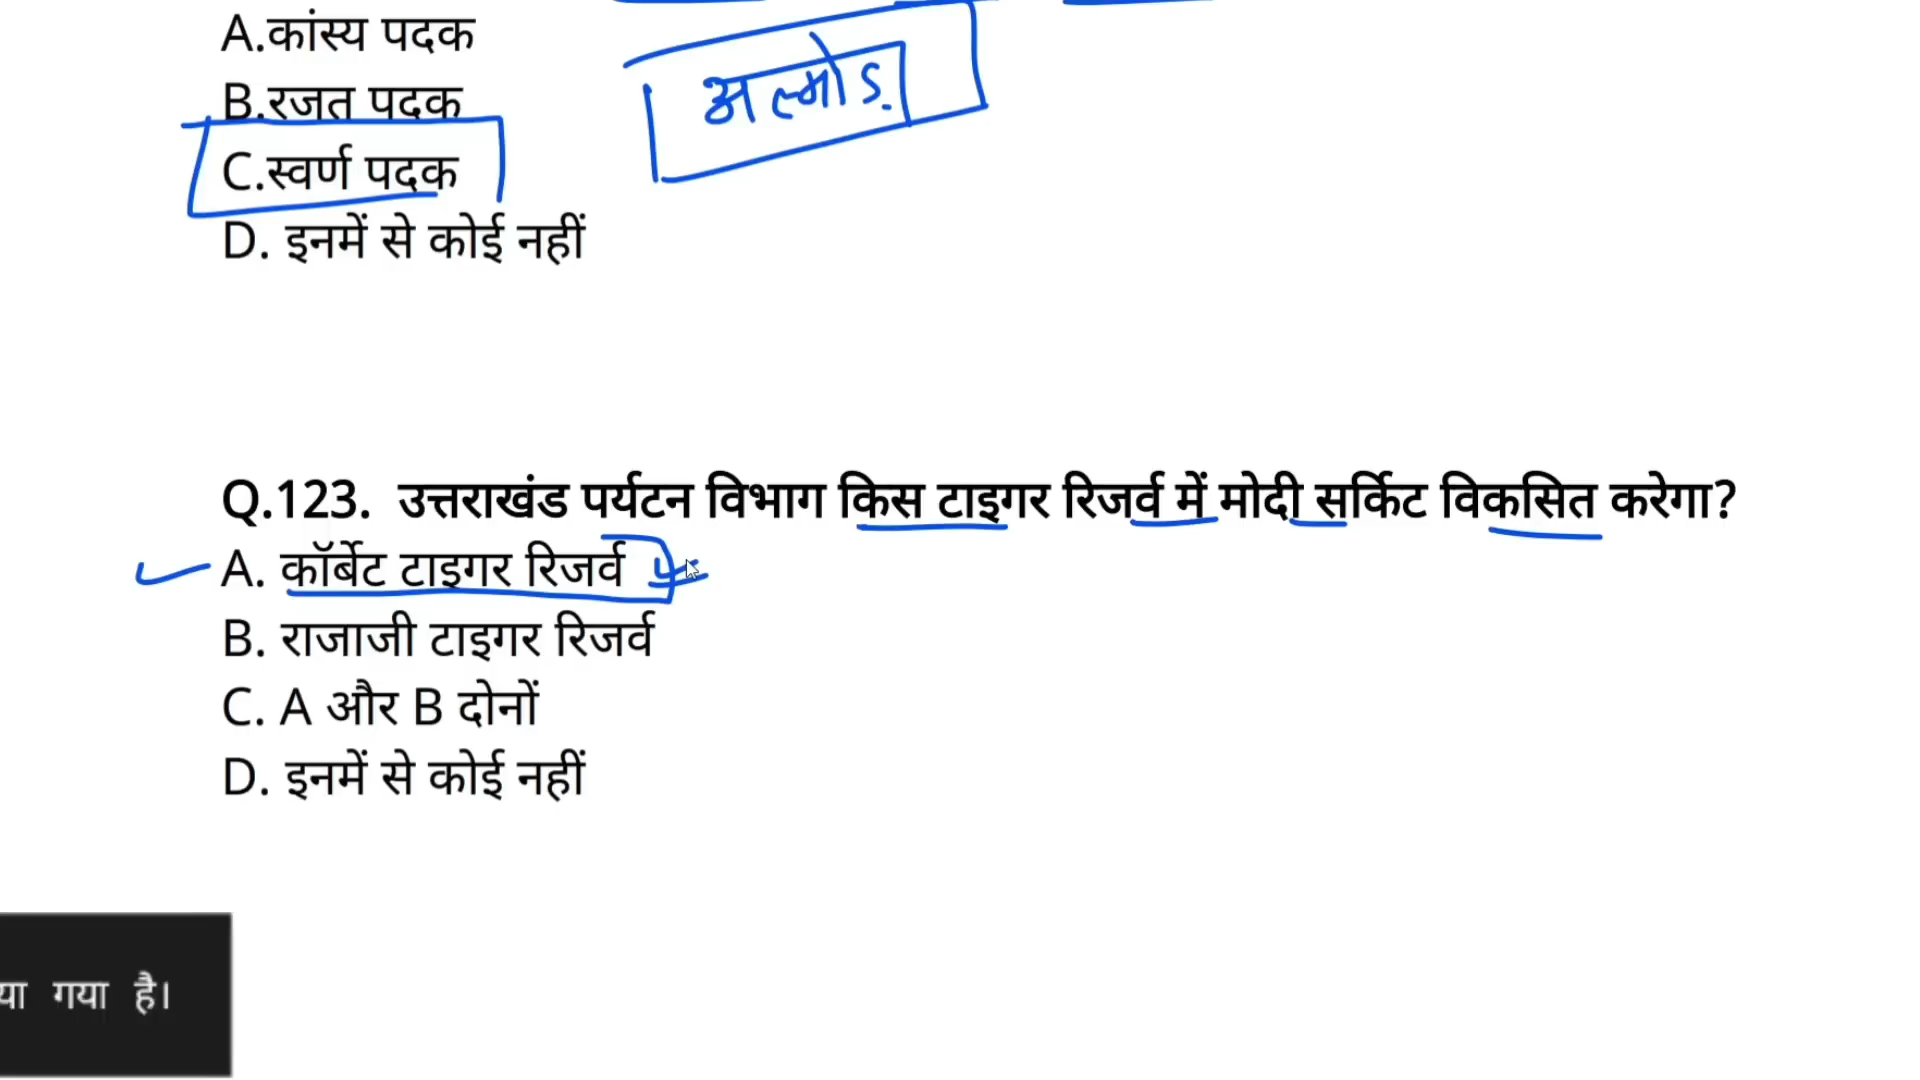 A.कांस्य पदक
B.रजत पदक
C.स्वर्ण पदक
D. इनमें से कोई नहीं
अल्मोड़
Q.123. उत्तराखंड पर्यटन विभाग किस टाइगर रिजर्व में मोदी सर्किट विकसित करेगा?
A. कॉर्बेट टाइगर रिजर्व
B. राजाजी टाइगर रिजर्व
C. A और B दोनों
D. इनमें से कोई नहीं
या गया है।